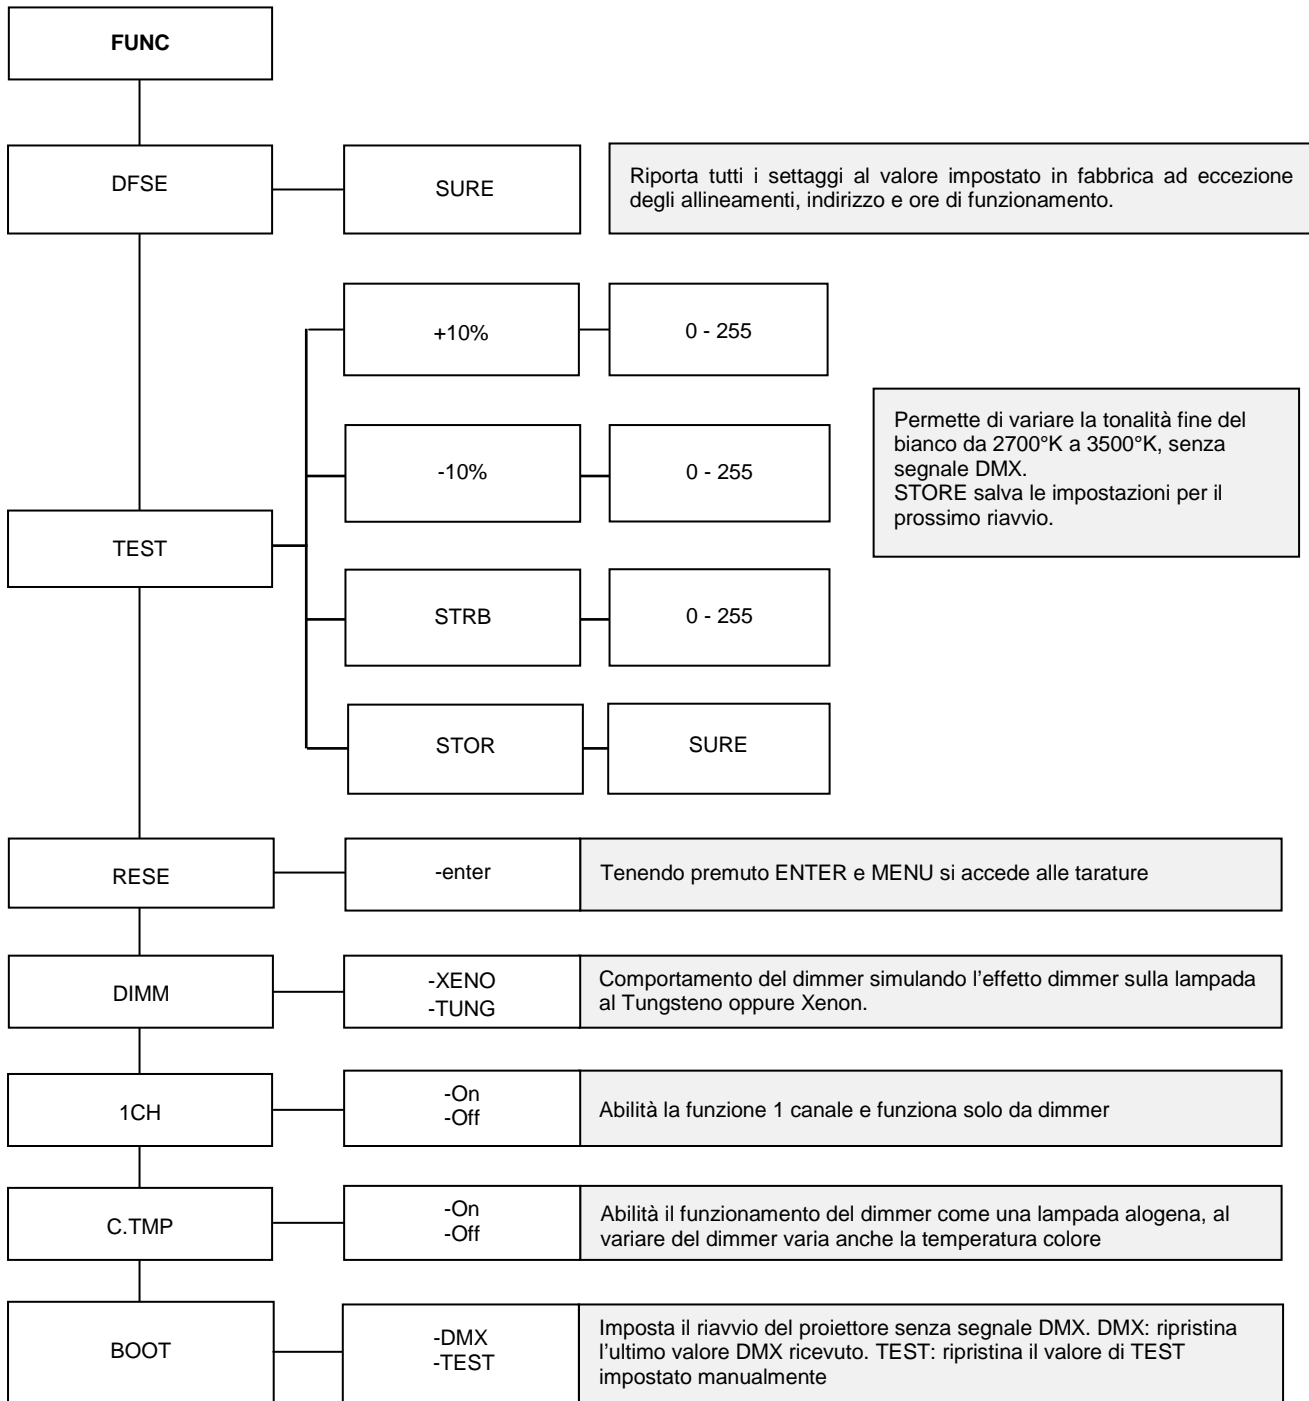 FUNC
DFSE
SURE
Riporta tutti i settaggi al valore impostato in fabbrica ad eccezione
degli allineamenti, indirizzo e ore di funzionamento.
+10%
0 - 255
-10%
0 - 255
Permette di variare la tonalità fine del
bianco da 2700°K a 3500°K, senza
segnale DMX.
STORE salva le impostazioni per il
prossimo riavvio.
TEST
STRB
0 - 255
STOR
SURE
RESE
-enter
Tenendo premuto ENTER e MENU si accede alle tarature
DIMM
-XENO
-TUNG
Comportamento del dimmer simulando l’effetto dimmer sulla lampada
al Tungsteno oppure Xenon.
1CH
-On
-Off
Abilità la funzione 1 canale e funziona solo da dimmer
C.TMP
-On
-Off
Abilità il funzionamento del dimmer come una lampada alogena, al
variare del dimmer varia anche la temperatura colore
BOOT
-DMX
-TEST
Imposta il riavvio del proiettore senza segnale DMX. DMX: ripristina
l’ultimo valore DMX ricevuto. TEST: ripristina il valore di TEST
impostato manualmente